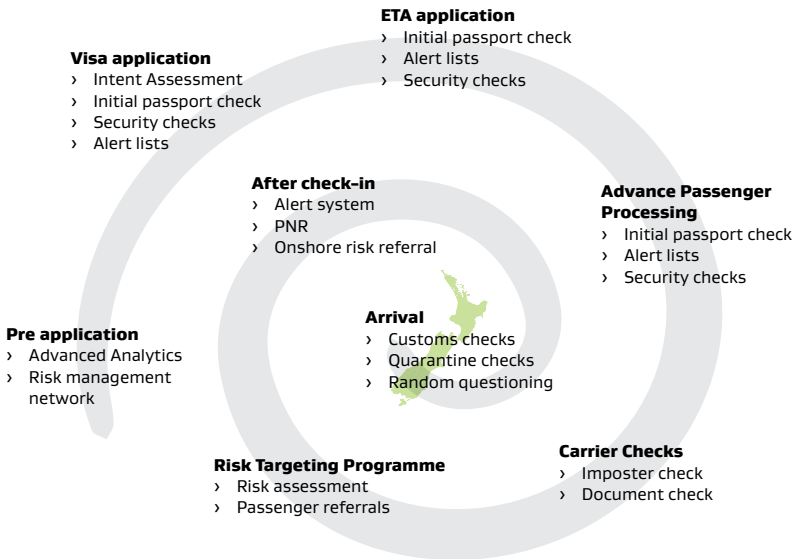 ETA application
› Initial passport check
› Alert lists
› Security checks
Visa application
› Intent Assessment
› Initial passport check
› Security checks
› Alert lists
After check-in
› Alert system
› PNR
› Onshore risk referral
Advance Passenger
Processing
› Initial passport check
› Alert lists
› Security checks
Pre application
› Advanced Analytics
› Risk management
network
Arrival
› Customs checks
› Quarantine checks
› Random questioning
Risk Targeting Programme
› Risk assessment
› Passenger referrals
Carrier Checks
› Imposter check
› Document check